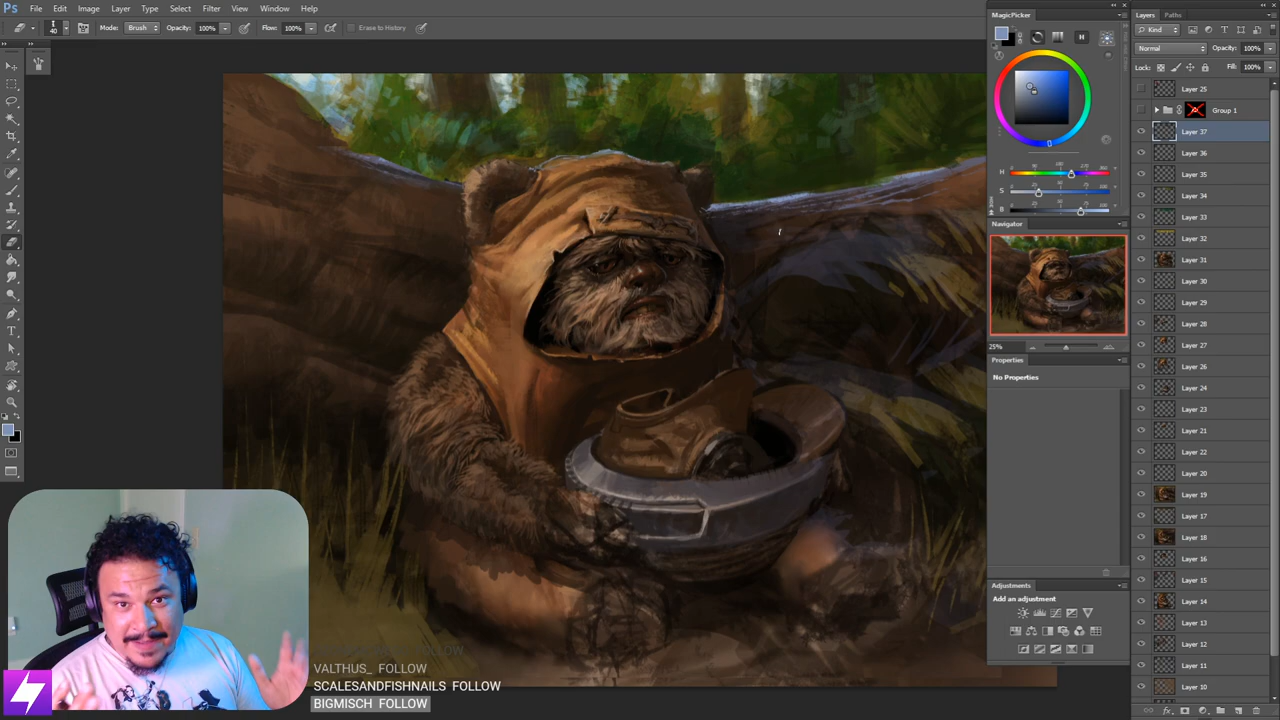 Ps File Edit Image Layer Type Select Filter View Window Help
40 Mode: Brush Opacity: 100% Flow: 100% Erase to History
MagicPicker
H
H
S
B
Navigator
25%
Properties
No Properties
Adjustments
Add an adjustment
Layers Paths
Kind
Normal Opacity: 100%
Lock: Fill: 100%
Layer 25
Group 1
Layer 37
Layer 36
Layer 35
Layer 34
Layer 33
Layer 32
Layer 31
Layer 30
Layer 29
Layer 28
Layer 27
Layer 26
Layer 24
Layer 23
Layer 21
Layer 22
Layer 20
Layer 19
Layer 17
Layer 18
Layer 16
Layer 15
Layer 14
Layer 13
Layer 12
Layer 11
Layer 10
VALTHUS_ FOLLOW
SCALESANDFISHNAILS FOLLOW
BIGMISCH FOLLOW